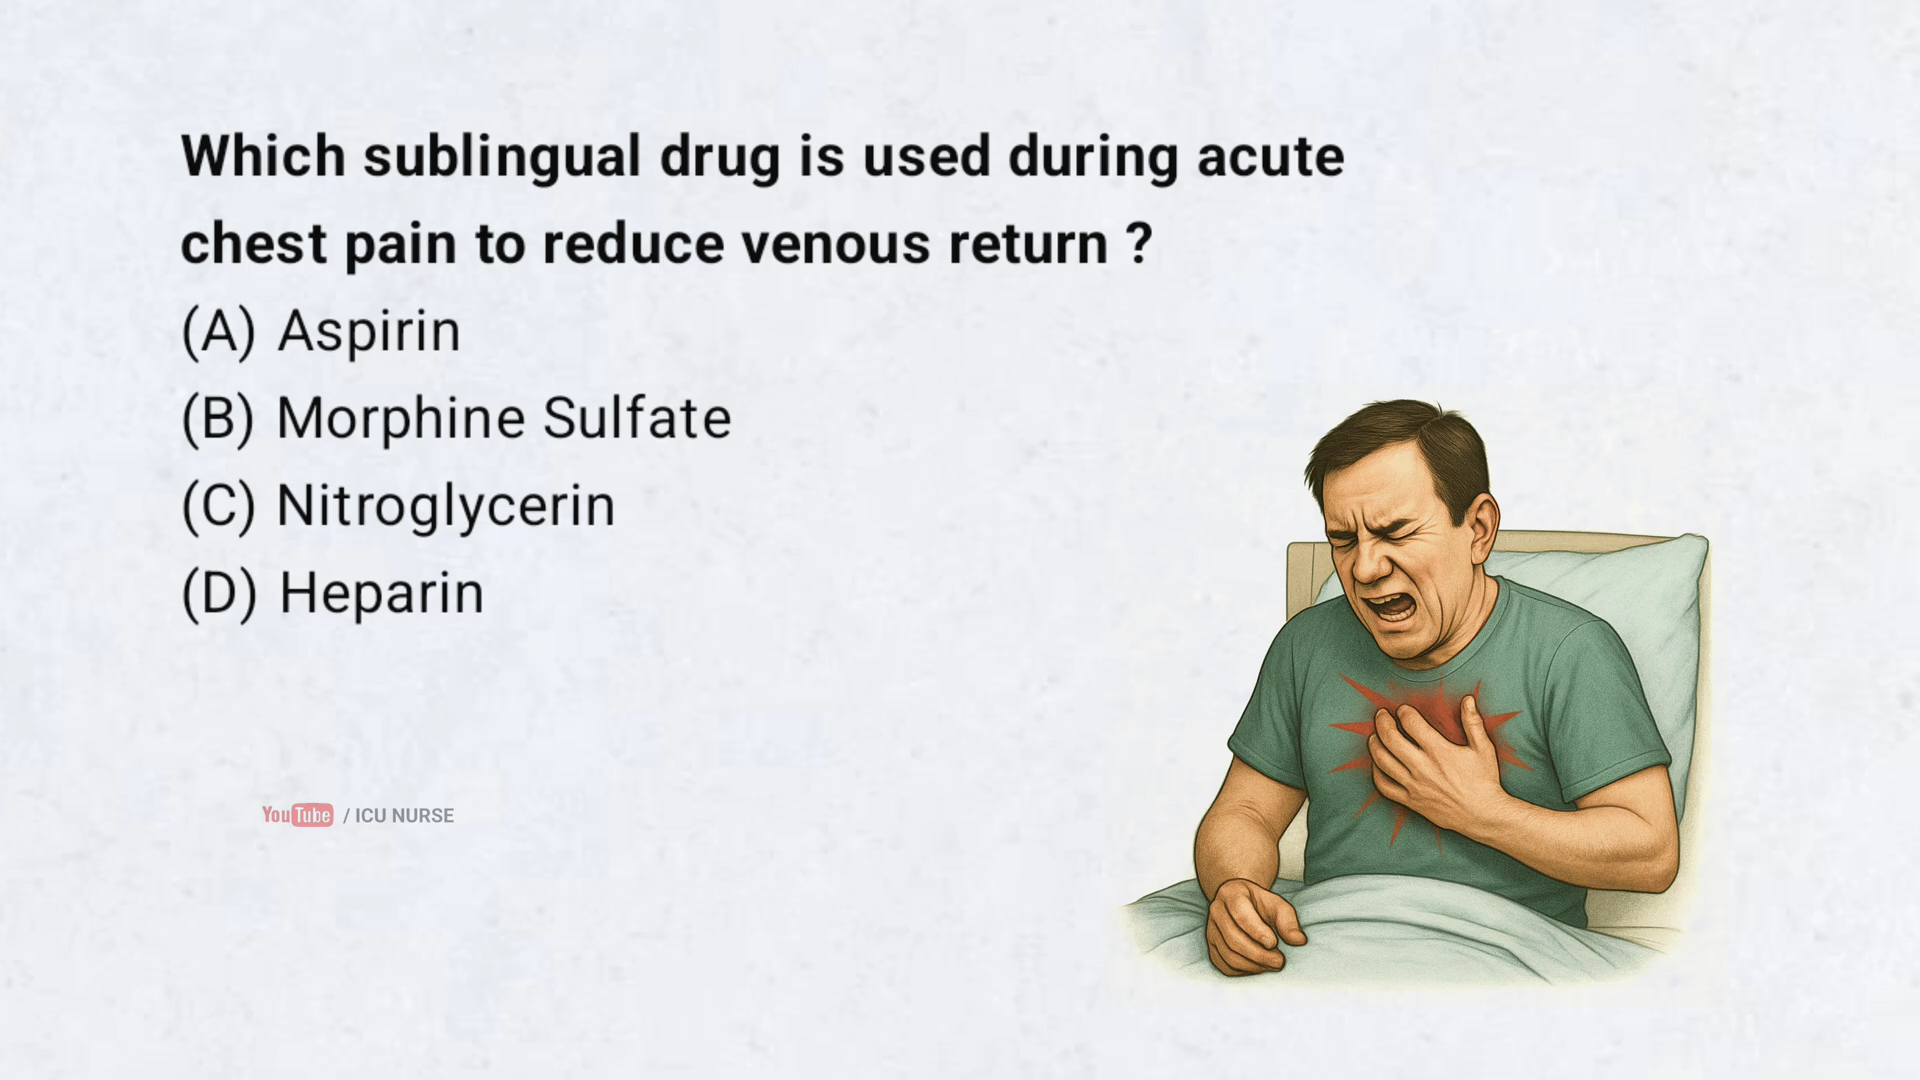 Which sublingual drug is used during acute
chest pain to reduce venous return ?
(A) Aspirin
(B) Morphine Sulfate
(C) Nitroglycerin
(D) Heparin
YouTube / ICU NURSE